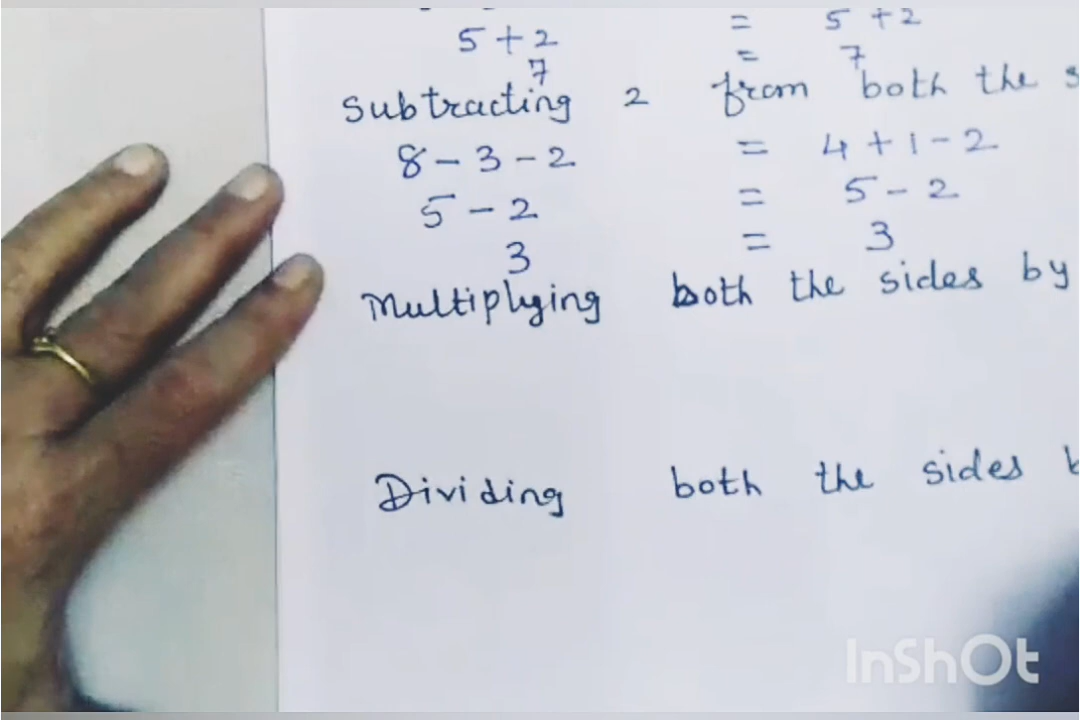 = 5 + 2
5 + 2 = 7
7
Subtracting 2 from both the
8 - 3 - 2 = 4 + 1 - 2
5 - 2 = 5 - 2
3 = 3
Multiplying both the sides by
Dividing both the sides
InShOt